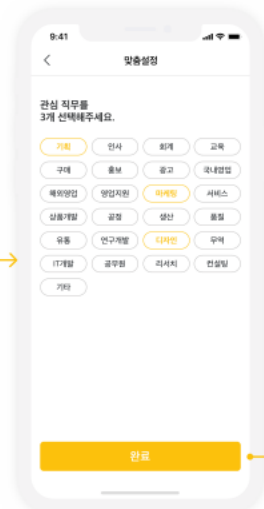 9:41
맞춤설정
관심 직무를
3개 선택해주세요.
기획 인사 회계 교육
구매 홍보 광고 국내영업
해외영업 영업지원 마케팅 서비스
상품개발 공정 생산 품질
유통 연구개발 디자인 무역
IT개발 공무원 리서치 컨설팅
기타
완료